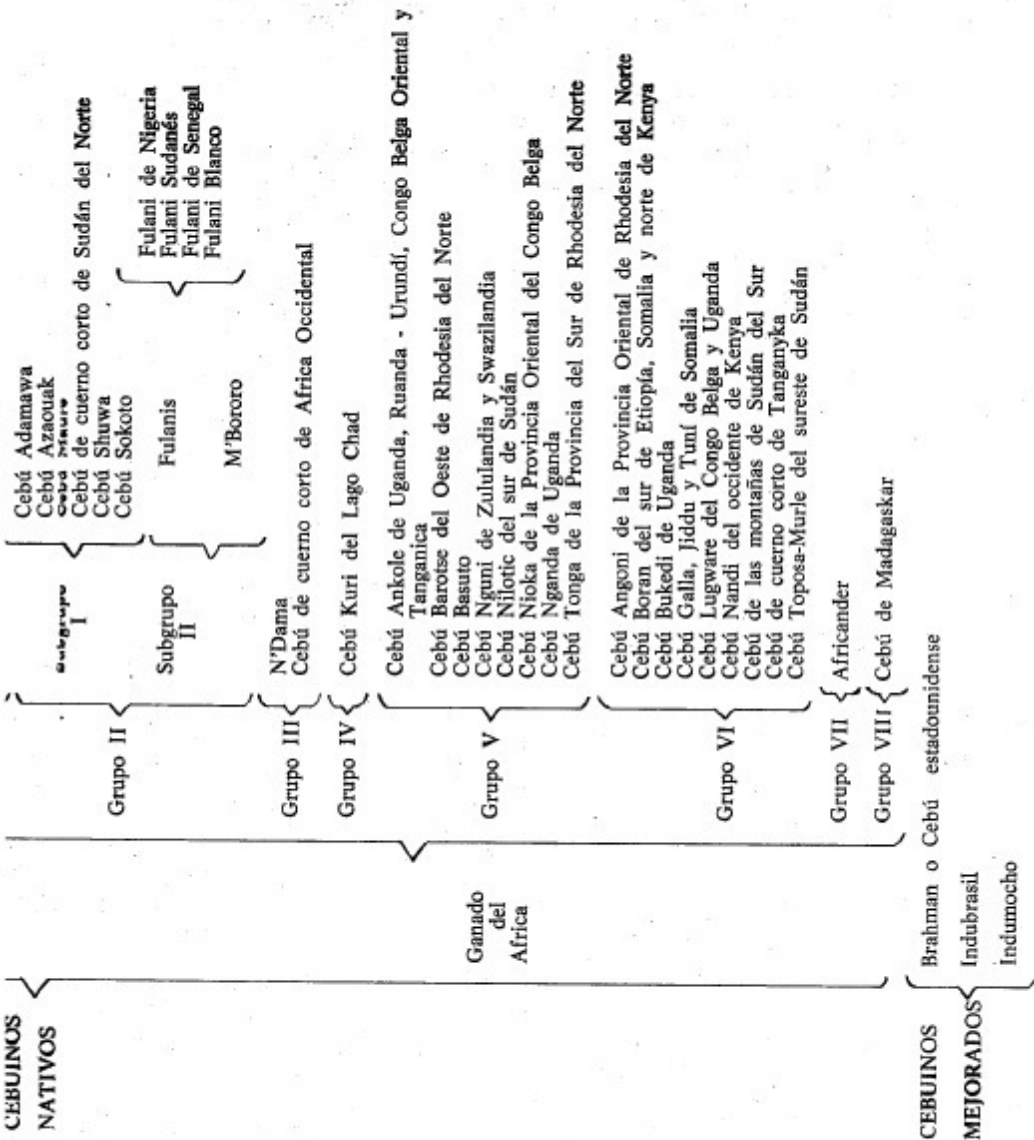 CEBUINOS
NATIVOS
Ganado
del
Africa
Grupo II
Subgrupo
I
Cebú Adamawa
Cebú Azaouak
Cebú Mauro
Cebú de cuerno corto de Sudán del Norte
Cebú Shuwa
Cebú Sokoto
Subgrupo
II
Fulanis
Fulani de Nigeria
Fulani Sudanés
Fulani de Senegal
Fulani Blanco
M'Bororo
Grupo III
N'Dama
Cebú de cuerno corto de Africa Occidental
Grupo IV
Cebú Kuri del Lago Chad
Grupo V
Cebú Ankole de Uganda, Ruanda - Urundí, Congo Belga Oriental y
Tanganica
Cebú Barotse del Oeste de Rhodesia del Norte
Cebú Basuto
Cebú Nguni de Zululandia y Swazilandia
Cebú Nilotic del sur de Sudán
Cebú Nioka de la Provincia Oriental del Congo Belga
Cebú Nganda de Uganda
Cebú Tonga de la Provincia del Sur de Rhodesia del Norte
Grupo VI
Cebú Angoni de la Provincia Oriental de Rhodesia del Norte
Cebú Boran del sur de Etiopía, Somalia y norte de Kenya
Cebú Bukedi de Uganda
Cebú Galla, Jiddu y Tuní de Somalia
Cebú Lugware del Congo Belga y Uganda
Cebú Nandi del occidente de Kenya
Cebú de las montañas de Sudán del Sur
Cebú de cuerno corto de Tanganyka
Cebú Toposa-Murle del sureste de Sudán
Grupo VII
Africander
Grupo VIII
Cebú de Madagaskar
CEBUINOS
MEJORADOS
Brahman o Cebú estadounidense
Indubrasil
Indumocho